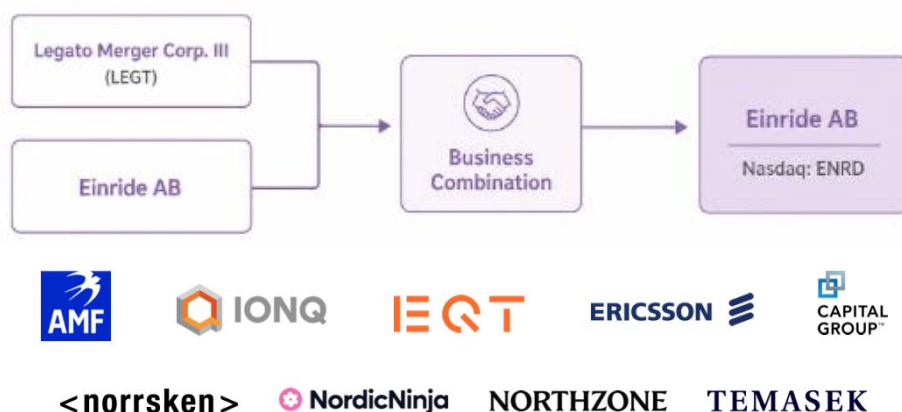 Legato Merger Corp. III
(LEGT)
Einride AB
Business
Combination
Einride AB
Nasdaq: ENRD
AMF
IONQ
EQT
ERICSSON
CAPITAL
GROUP™
<norrsken>
NordicNinja
NORTHZONE
TEMASEK